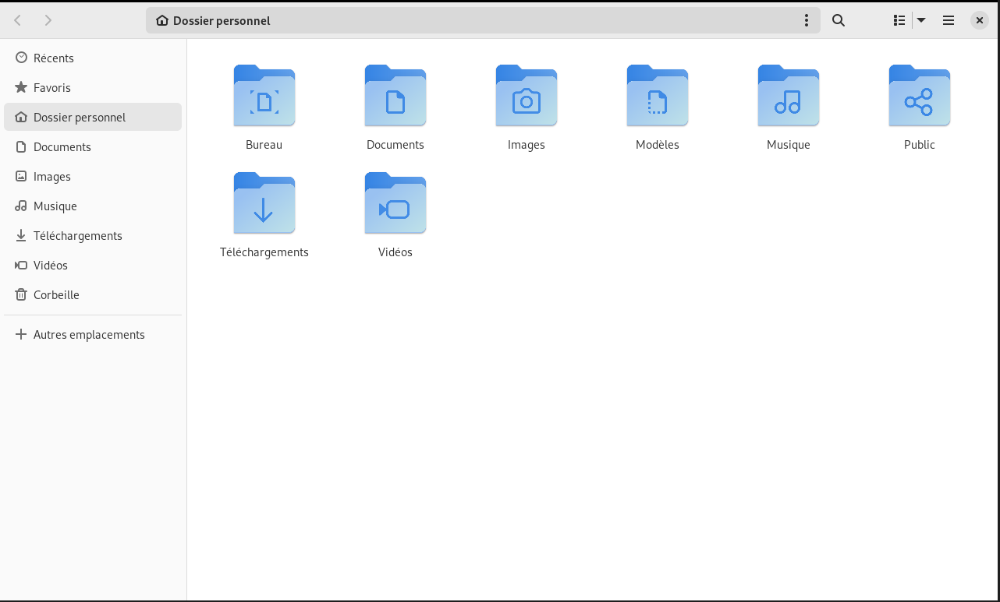 Dossier personnel
Récents
Favoris
Dossier personnel
Documents
Images
Musique
Téléchargements
Vidéos
Corbeille
Autres emplacements
Bureau
Documents
Images
Modèles
Musique
Public
Téléchargements
Vidéos